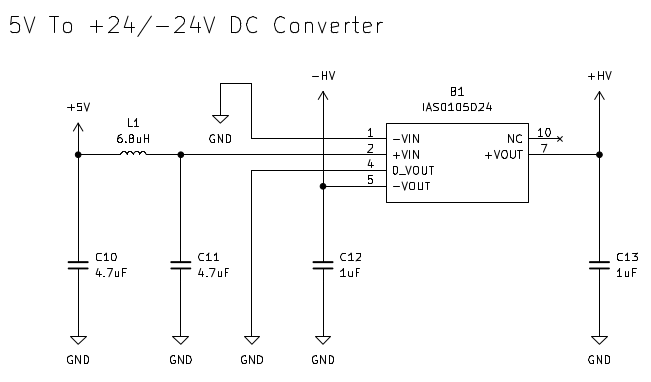 5V To +24/-24V DC Converter
-HV
+HV
B1
IAS0105D24
+5V
L1
6.8uH
GND
1
-VIN
NC
10
2
+VIN
+VOUT
7
4
0_VOUT
5
-VOUT
C10
4.7uF
C11
4.7uF
C12
1uF
C13
1uF
GND
GND
GND
GND
GND